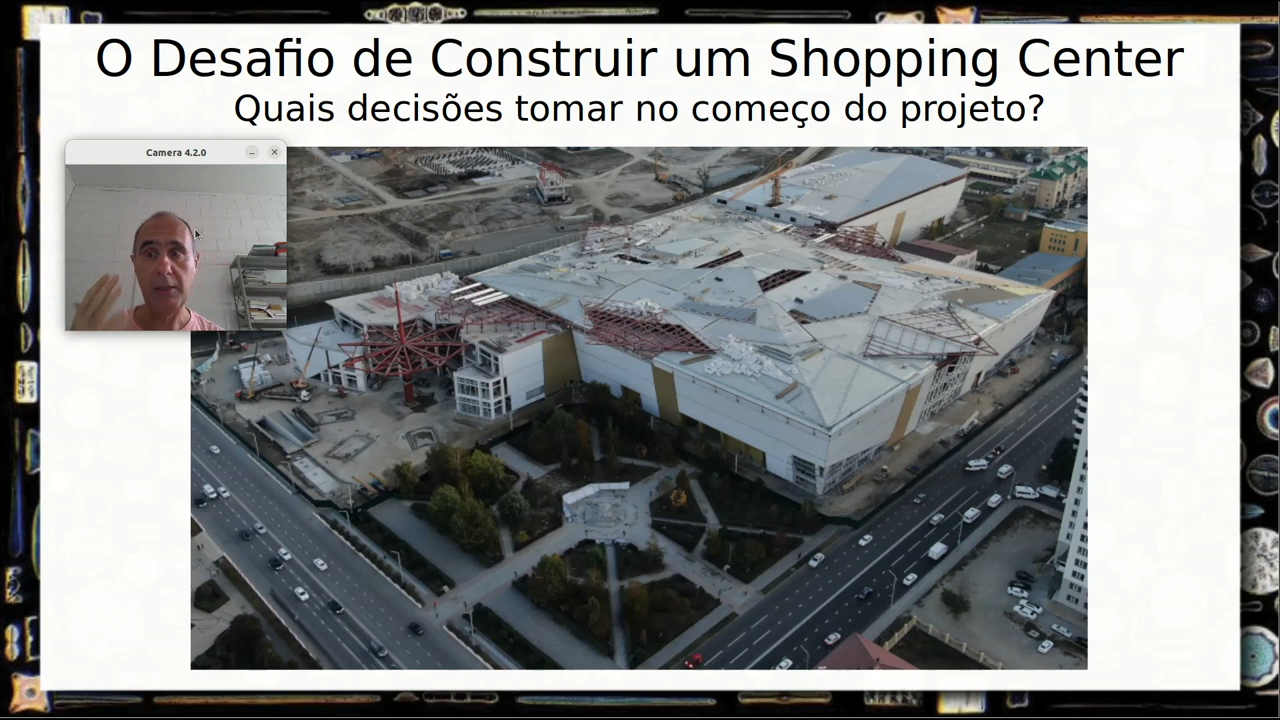 O Desafio de Construir um Shopping Center
Quais decisões tomar no começo do projeto?
Camera 4.2.0